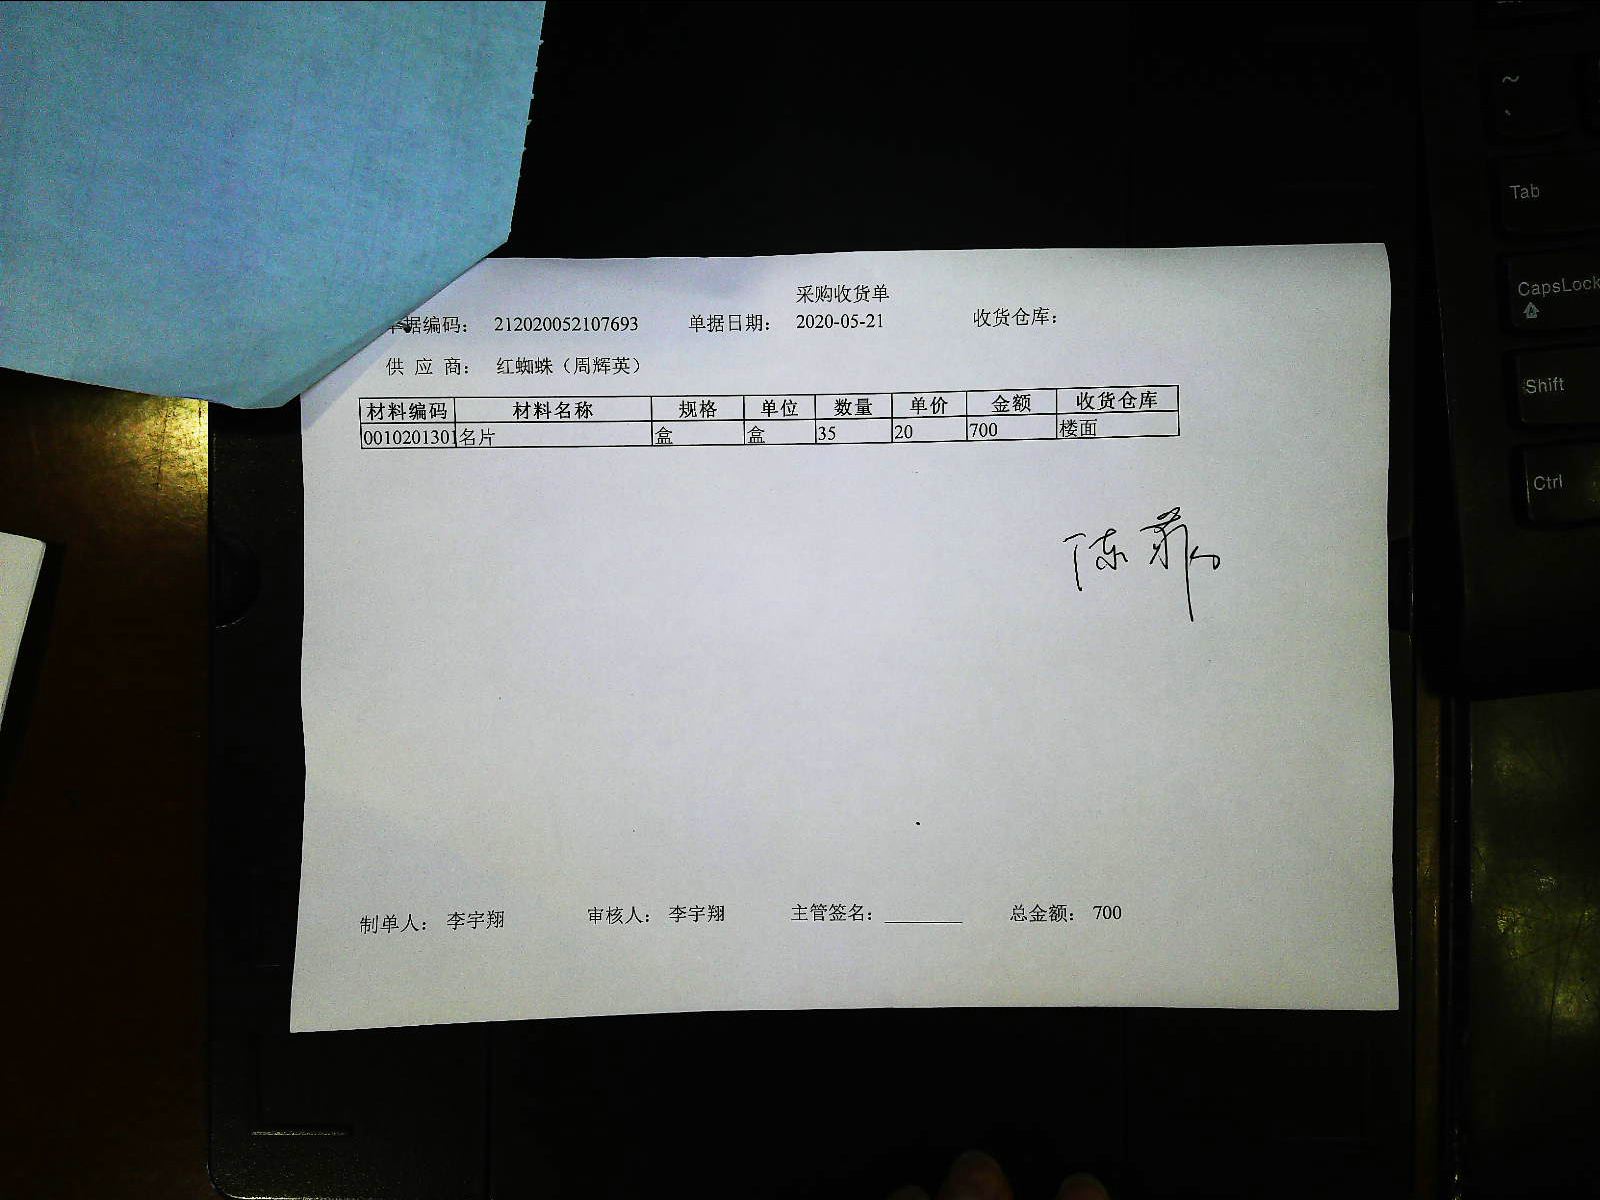 采购收货单
单据编码： 212020052107693 单据日期： 2020-05-21 收货仓库：
供 应 商： 红蜘蛛（周辉英）
材料编码 材料名称 规格 单位 数量 单价 金额 收货仓库
0010201301 名片 盒 盒 35 20 700 楼面
制单人： 李宇翔 审核人： 李宇翔 主管签名： 总金额： 700
~
Tab
CapsLock
Shift
Ctrl